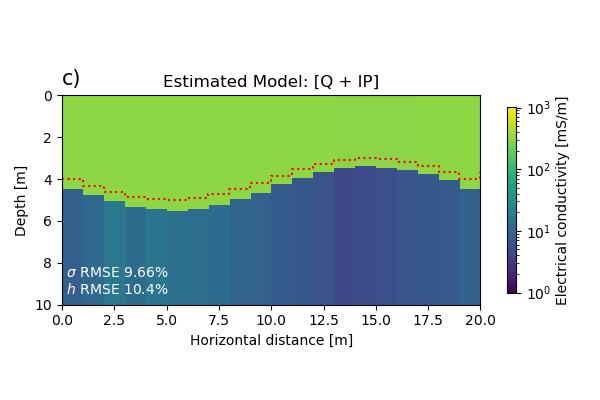 c)
Estimated Model: [Q + IP]
0
2
4
6
8
10
Depth [m]
σ RMSE 9.66%
h RMSE 10.4%
0.0 2.5 5.0 7.5 10.0 12.5 15.0 17.5 20.0
Horizontal distance [m]
10³
10²
10¹
10⁰
Electrical conductivity [mS/m]